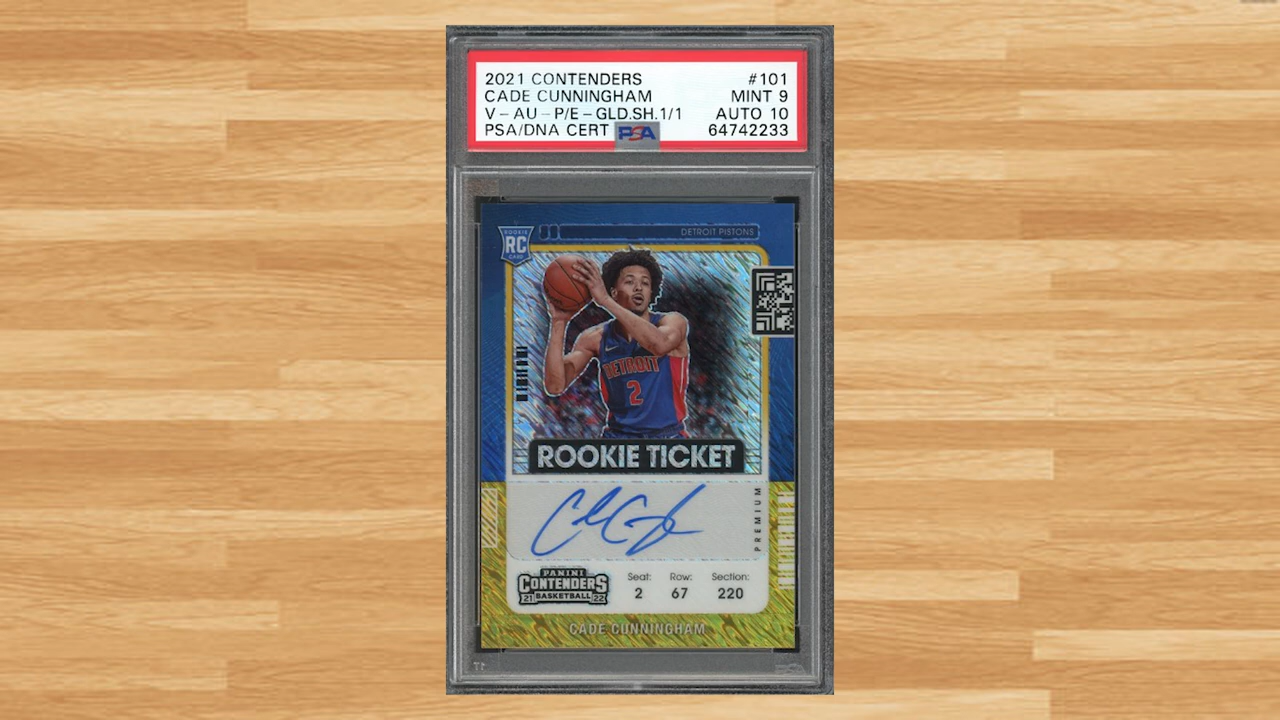 2021 CONTENDERS #101
CADE CUNNINGHAM MINT 9
V - AU - P/E - GLD.SH.1/1 AUTO 10
PSA/DNA CERT PSA 64742233
ROOKIE
RC
CARD
DETROIT PISTONS
DETROIT
2
ROOKIE TICKET
PREMIUM
PANINI
CONTENDERS
21 BASKETBALL 22
Seat: Row: Section:
2 67 220
CADE CUNNINGHAM